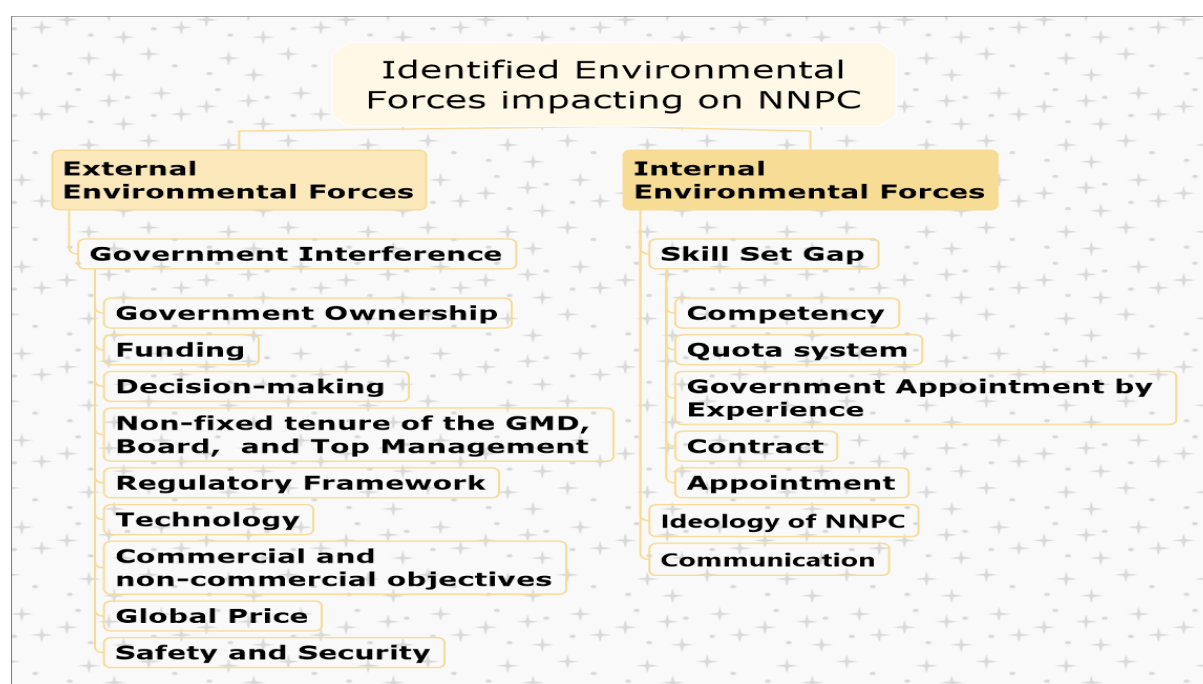 Identified Environmental
Forces impacting on NNPC
External
Environmental Forces
Government Interference
Government Ownership
Funding
Decision-making
Non-fixed tenure of the GMD,
Board, and Top Management
Regulatory Framework
Technology
Commercial and
non-commercial objectives
Global Price
Safety and Security
Internal
Environmental Forces
Skill Set Gap
Competency
Quota system
Government Appointment by
Experience
Contract
Appointment
Ideology of NNPC
Communication